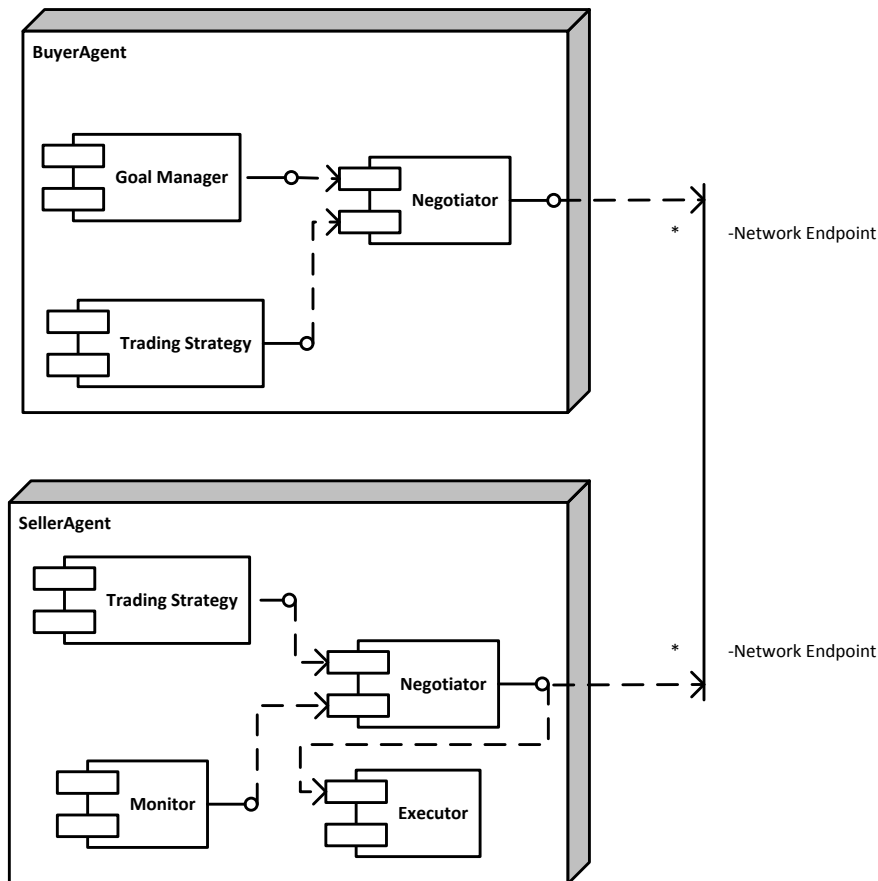 BuyerAgent
Goal Manager
Negotiator
*
-Network Endpoint
Trading Strategy
SellerAgent
Trading Strategy
Negotiator
*
-Network Endpoint
Monitor
Executor